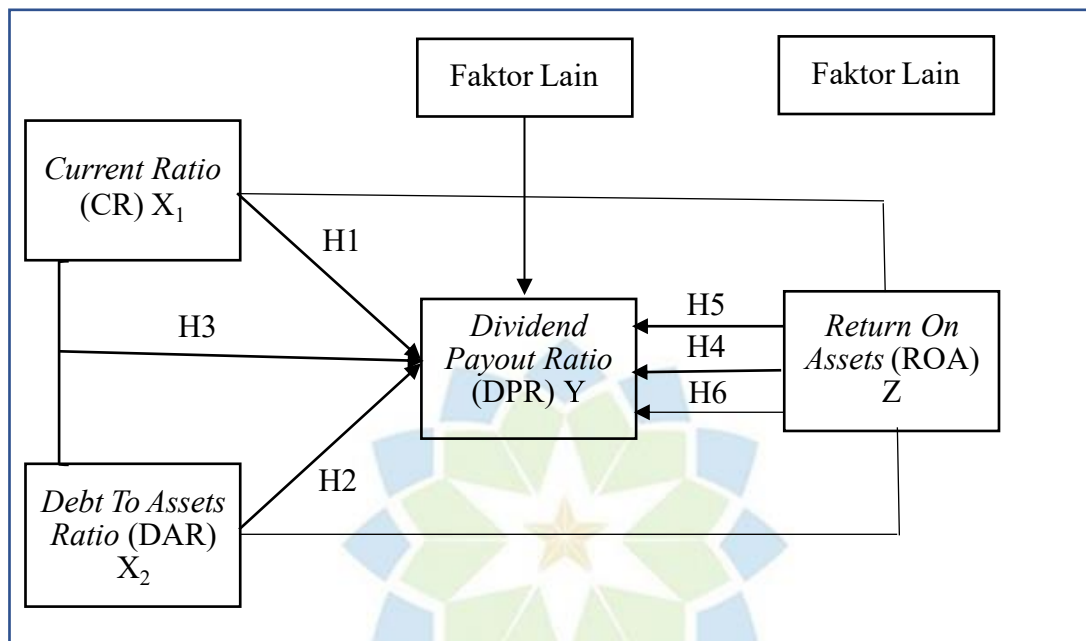 Faktor Lain
Faktor Lain
Current Ratio
(CR) X₁
H1
H3
Dividend
Payout Ratio
(DPR) Y
H5
H4
H6
Return On
Assets (ROA)
Z
H2
Debt To Assets
Ratio (DAR)
X₂